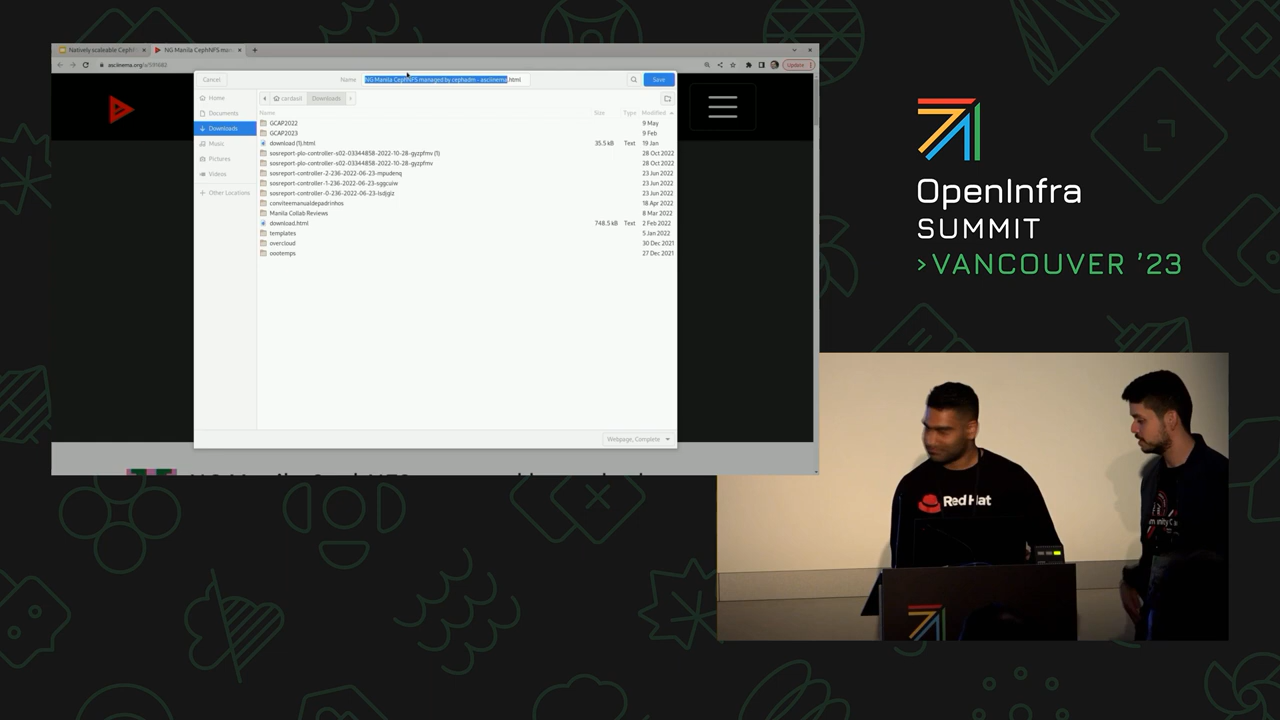 Natively scaleable CephF
NG Manila CephNFS man
asciinema.org/a/591682
Update
Cancel
Name
NG Manila CephNFS managed by cephadm - asciinema.html
Save
Home
Documents
Downloads
Music
Pictures
Videos
+ Other Locations
cardaull
Downloads
Name
Size
Type
Modified
GCAP2022
9 May
GCAP2023
9 Feb
download (1).html
35.5 kB
Text
19 Jan
sosreport-plo-controller-s02-03344858-2022-10-28-gyzpfmv (1)
28 Oct 2022
sosreport-plo-controller-s02-03344858-2022-10-28-gyzpfmv
28 Oct 2022
sosreport-controller-2-236-2022-06-23-mpudenq
23 Jun 2022
sosreport-controller-1-236-2022-06-23-sggcuiw
23 Jun 2022
sosreport-controller-0-236-2022-06-23-lsdjgiz
23 Jun 2022
conviteemanualdepadrinhos
18 Apr 2022
Manila Collab Reviews
8 Mar 2022
download.html
748.5 kB
Text
2 Feb 2022
templates
5 Jan 2022
overcloud
30 Dec 2021
oootemps
27 Dec 2021
Webpage, Complete
OpenInfra
SUMMIT
>VANCOUVER '23
Red Hat